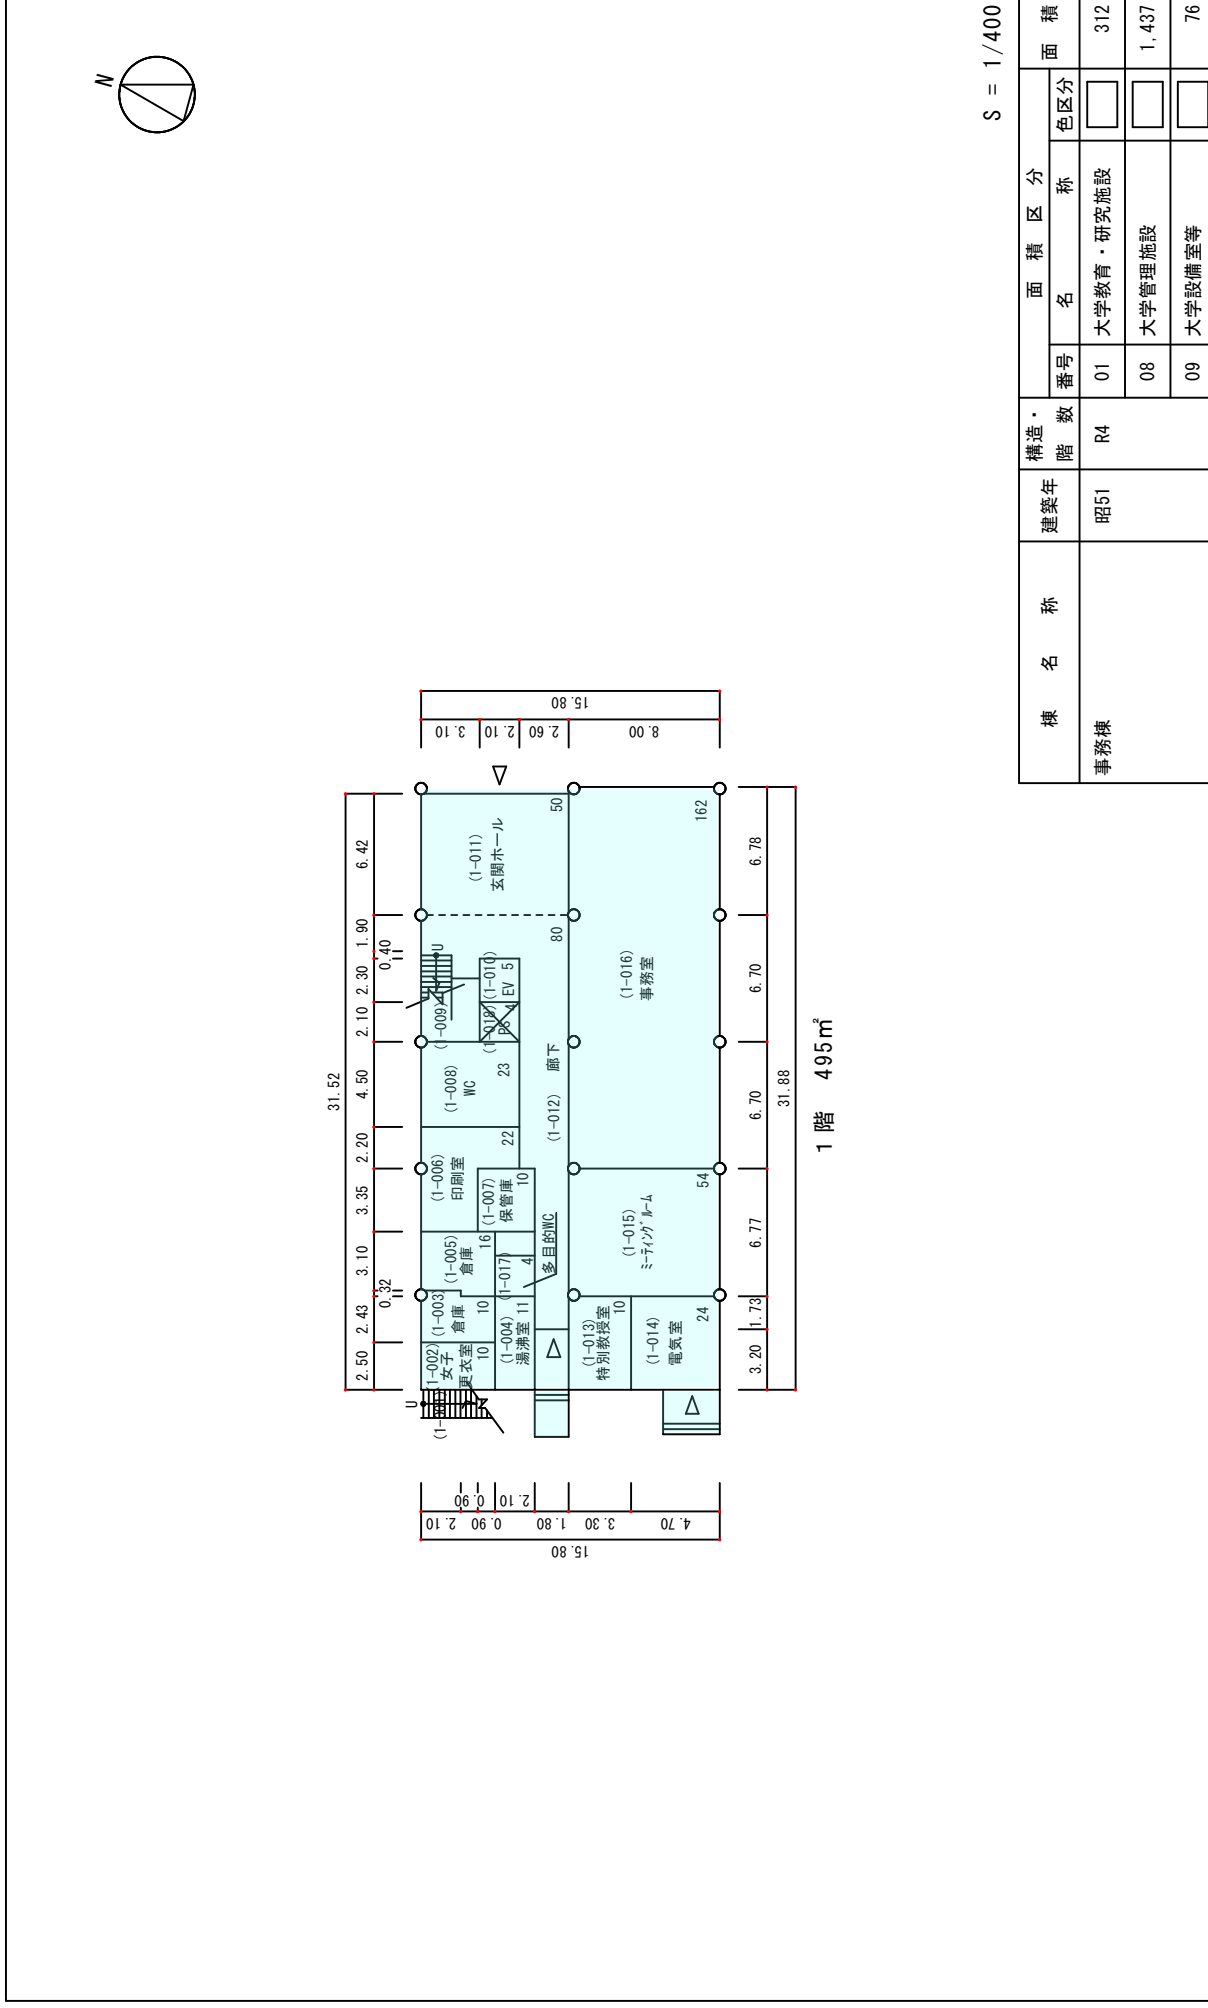 N
S = 1/400
棟 名 称
建築年
構造・
階 数
面 積 区 分
番号
名 称
色区分
面 積
事務棟
昭51
R4
01
大学教育・研究施設
312
08
大学管理施設
1,437
09
大学設備室等
76
31.52
2.50
2.43
0.32
3.10
3.35
2.20
4.50
2.10
2.30
0.40
1.90
6.42
15.80
3.10
2.10
2.60
8.00
U
(1-002)
女子
更衣室
10
(1-003)
倉庫
10
(1-004)
湯沸室
11
(1-005)
倉庫
16
(1-017)
4
多目的WC
(1-006)
印刷室
22
(1-007)
保管庫
10
(1-008)
WC
23
(1-009)
U
(1-018)
PS
4
(1-010)
EV
5
(1-011)
玄関ホール
50
(1-012)
廊下
80
(1-013)
特別教授室
10
(1-014)
電気室
24
(1-015)
ミーティングルーム
54
(1-016)
事務室
162
15.80
2.10
0.90
0.90
2.10
1.80
3.30
4.70
3.20
1.73
6.77
6.70
6.70
6.78
31.88
1階 495㎡